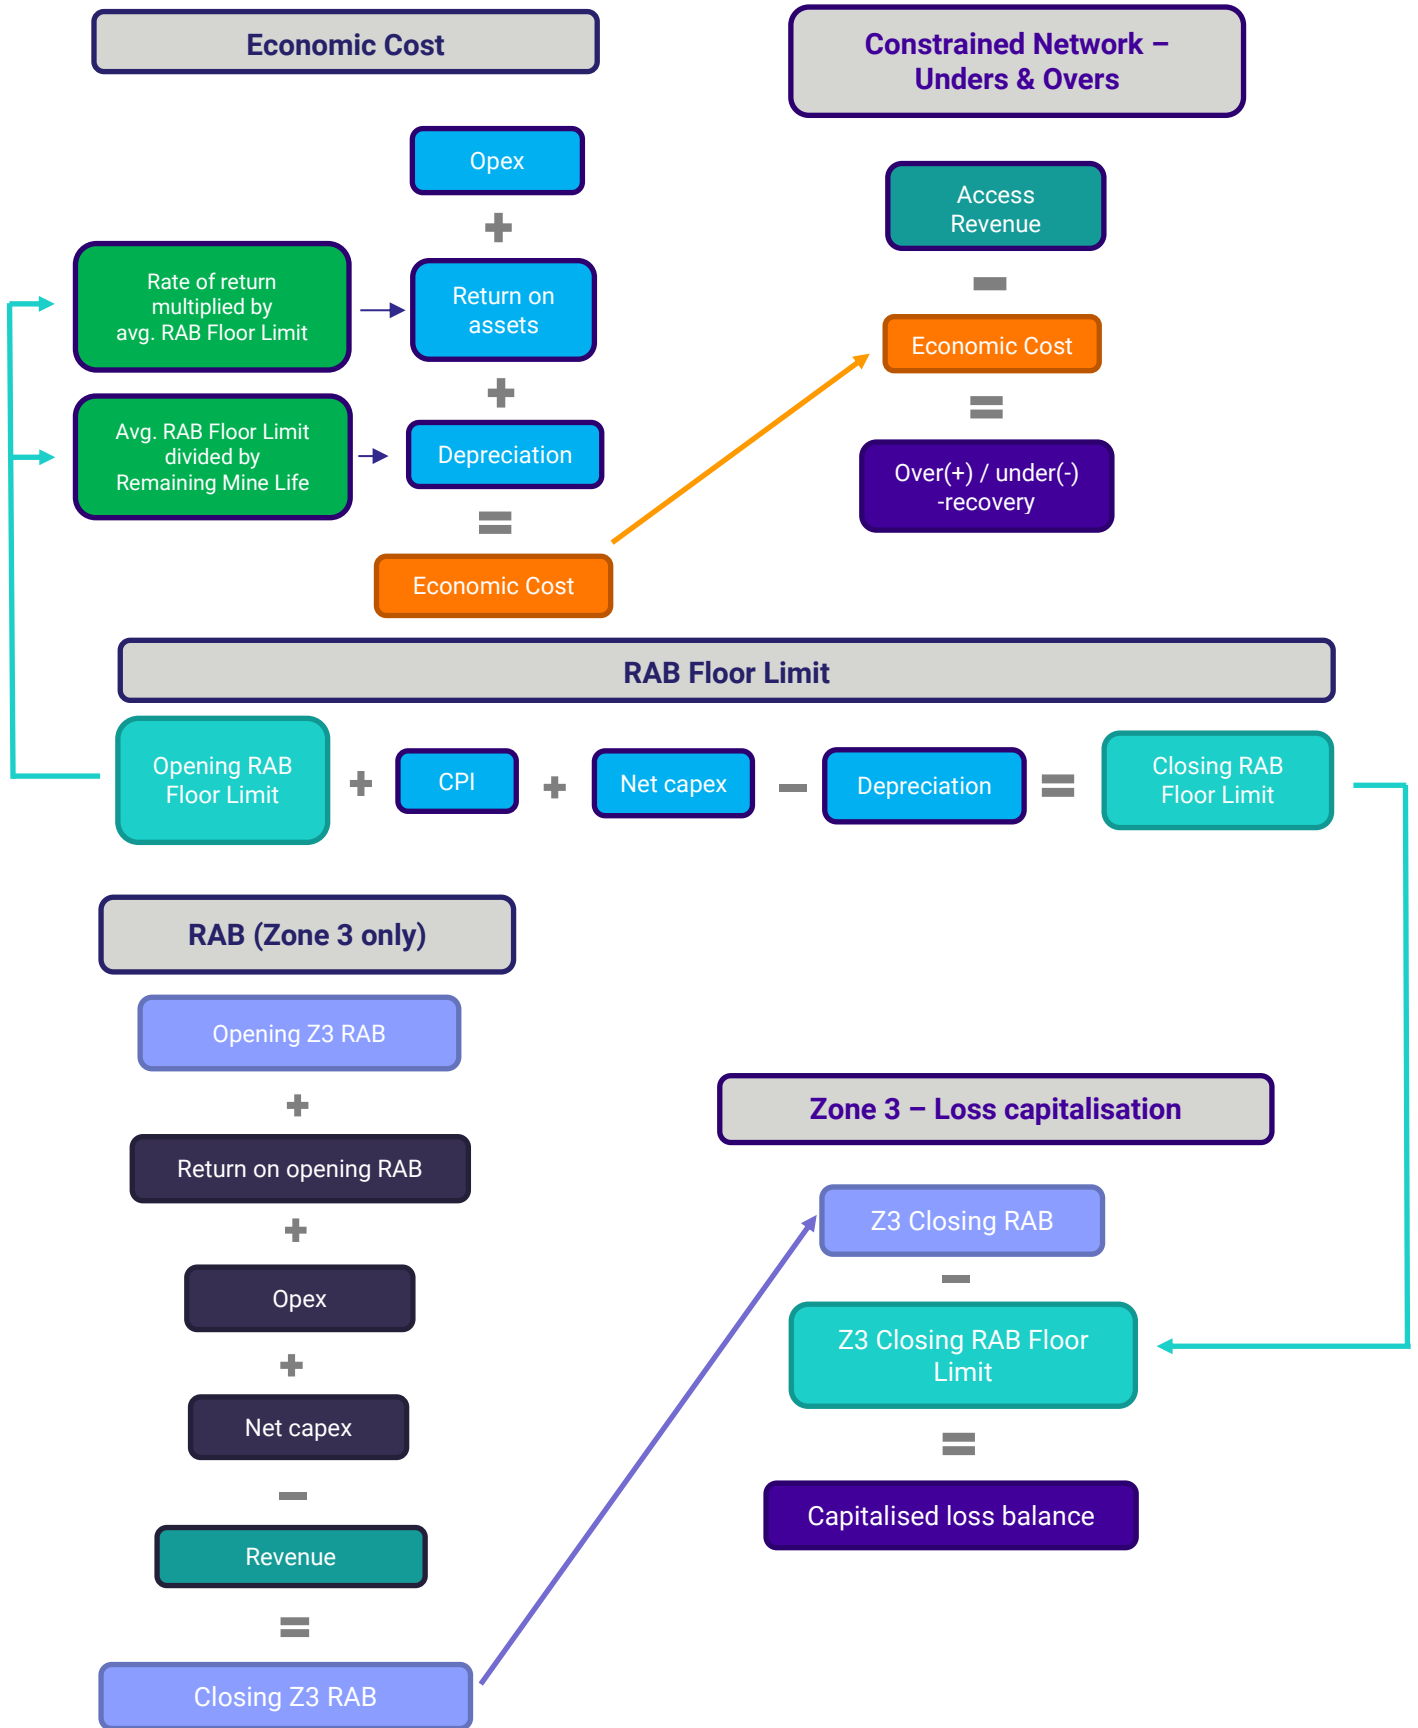 Economic Cost
Opex
+
Rate of return
multiplied by
avg. RAB Floor Limit
Return on
assets
+
Avg. RAB Floor Limit
divided by
Remaining Mine Life
Depreciation
=
Economic Cost
Constrained Network –
Unders & Overs
Access
Revenue
–
Economic Cost
=
Over(+) / under(-)
-recovery
RAB Floor Limit
Opening RAB
Floor Limit
+
CPI
+
Net capex
–
Depreciation
=
Closing RAB
Floor Limit
RAB (Zone 3 only)
Opening Z3 RAB
+
Return on opening RAB
+
Opex
+
Net capex
–
Revenue
=
Closing Z3 RAB
Zone 3 – Loss capitalisation
Z3 Closing RAB
–
Z3 Closing RAB Floor
Limit
=
Capitalised loss balance